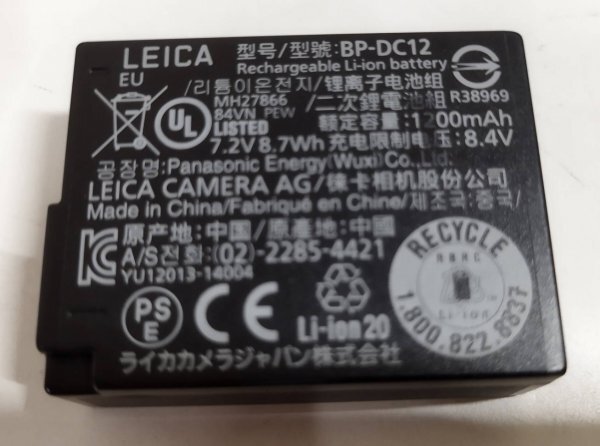 LEICA 型号/型號:BP-DC12
EU Rechargeable Li-ion battery
/리튬이온전지/锂离子电池组
MH27866 /二次鋰電池組 R38969
84VN PEW
UL LISTED 额定容量:1200mAh
7.2V 8.7Wh 充电限制电压:8.4V
공장명:Panasonic Energy(Wuxi)Co.,Ltd.
LEICA CAMERA AG/徕卡相机股份公司
Made in China/Fabriqué en Chine/제조국:중국
原产地:中国/原產地:中國
A/S전화:(02)-2285-4421
YU12013-14004
PS E CE Li-ion20
RECYCLE
RBRC
Li-ION
1.800.822.8837
ライカカメラジャパン株式会社